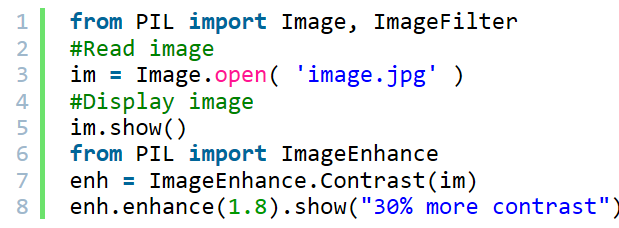 1 from PIL import Image, ImageFilter
2 #Read image
3 im = Image.open( 'image.jpg' )
4 #Display image
5 im.show()
6 from PIL import ImageEnhance
7 enh = ImageEnhance.Contrast(im)
8 enh.enhance(1.8).show("30% more contrast")